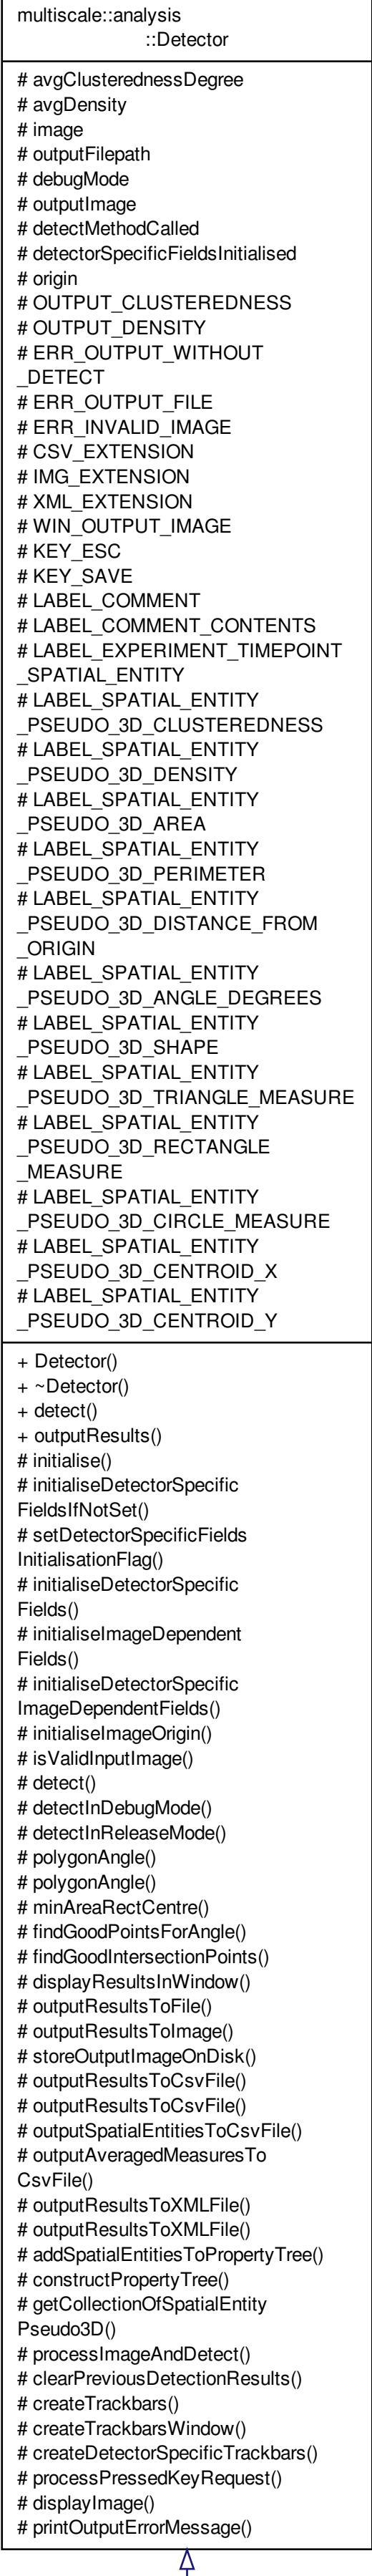 multiscale::analysis
::Detector
# avgClusterednessDegree
# avgDensity
# image
# outputFilepath
# debugMode
# outputImage
# detectMethodCalled
# detectorSpecificFieldsInitialised
# origin
# OUTPUT_CLUSTEREDNESS
# OUTPUT_DENSITY
# ERR_OUTPUT_WITHOUT
_DETECT
# ERR_OUTPUT_FILE
# ERR_INVALID_IMAGE
# CSV_EXTENSION
# IMG_EXTENSION
# XML_EXTENSION
# WIN_OUTPUT_IMAGE
# KEY_ESC
# KEY_SAVE
# LABEL_COMMENT
# LABEL_COMMENT_CONTENTS
# LABEL_EXPERIMENT_TIMEPOINT
_SPATIAL_ENTITY
# LABEL_SPATIAL_ENTITY
_PSEUDO_3D_CLUSTEREDNESS
# LABEL_SPATIAL_ENTITY
_PSEUDO_3D_DENSITY
# LABEL_SPATIAL_ENTITY
_PSEUDO_3D_AREA
# LABEL_SPATIAL_ENTITY
_PSEUDO_3D_PERIMETER
# LABEL_SPATIAL_ENTITY
_PSEUDO_3D_DISTANCE_FROM
_ORIGIN
# LABEL_SPATIAL_ENTITY
_PSEUDO_3D_ANGLE_DEGREES
# LABEL_SPATIAL_ENTITY
_PSEUDO_3D_SHAPE
# LABEL_SPATIAL_ENTITY
_PSEUDO_3D_TRIANGLE_MEASURE
# LABEL_SPATIAL_ENTITY
_PSEUDO_3D_RECTANGLE
_MEASURE
# LABEL_SPATIAL_ENTITY
_PSEUDO_3D_CIRCLE_MEASURE
# LABEL_SPATIAL_ENTITY
_PSEUDO_3D_CENTROID_X
# LABEL_SPATIAL_ENTITY
_PSEUDO_3D_CENTROID_Y
+ Detector()
+ ~Detector()
+ detect()
+ outputResults()
# initialise()
# initialiseDetectorSpecific
FieldsIfNotSet()
# setDetectorSpecificFields
InitialisationFlag()
# initialiseDetectorSpecific
Fields()
# initialiseImageDependent
Fields()
# initialiseDetectorSpecific
ImageDependentFields()
# initialiseImageOrigin()
# isValidInputImage()
# detect()
# detectInDebugMode()
# detectInReleaseMode()
# polygonAngle()
# polygonAngle()
# minAreaRectCentre()
# findGoodPointsForAngle()
# findGoodIntersectionPoints()
# displayResultsInWindow()
# outputResultsToFile()
# outputResultsToImage()
# storeOutputImageOnDisk()
# outputResultsToCsvFile()
# outputResultsToCsvFile()
# outputSpatialEntitiesToCsvFile()
# outputAveragedMeasuresTo
CsvFile()
# outputResultsToXMLFile()
# outputResultsToXMLFile()
# addSpatialEntitiesToPropertyTree()
# constructPropertyTree()
# getCollectionOfSpatialEntity
Pseudo3D()
# processImageAndDetect()
# clearPreviousDetectionResults()
# createTrackbars()
# createTrackbarsWindow()
# createDetectorSpecificTrackbars()
# processPressedKeyRequest()
# displayImage()
# printOutputErrorMessage()